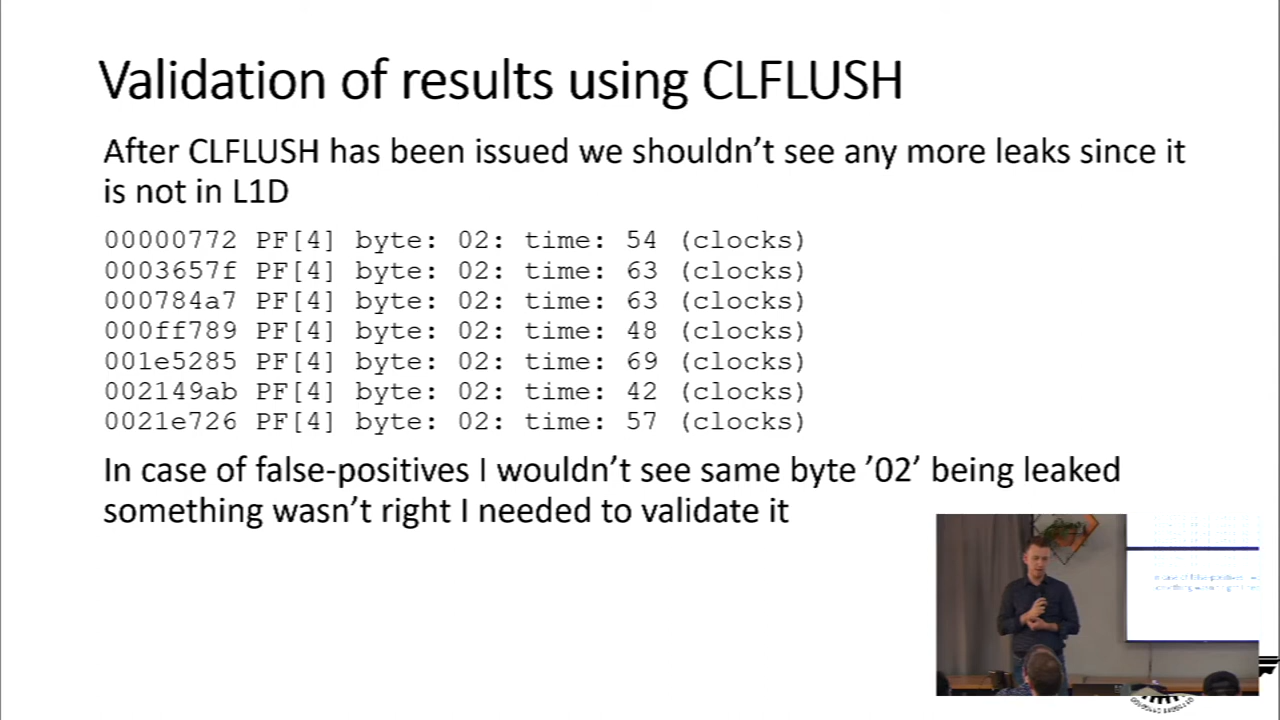 Validation of results using CLFLUSH
After CLFLUSH has been issued we shouldn’t see any more leaks since it
is not in L1D
00000772 PF[4] byte: 02: time: 54 (clocks)
0003657f PF[4] byte: 02: time: 63 (clocks)
000784a7 PF[4] byte: 02: time: 63 (clocks)
000ff789 PF[4] byte: 02: time: 48 (clocks)
001e5285 PF[4] byte: 02: time: 69 (clocks)
002149ab PF[4] byte: 02: time: 42 (clocks)
0021e726 PF[4] byte: 02: time: 57 (clocks)
In case of false-positives I wouldn’t see same byte ’02’ being leaked
something wasn’t right I needed to validate it